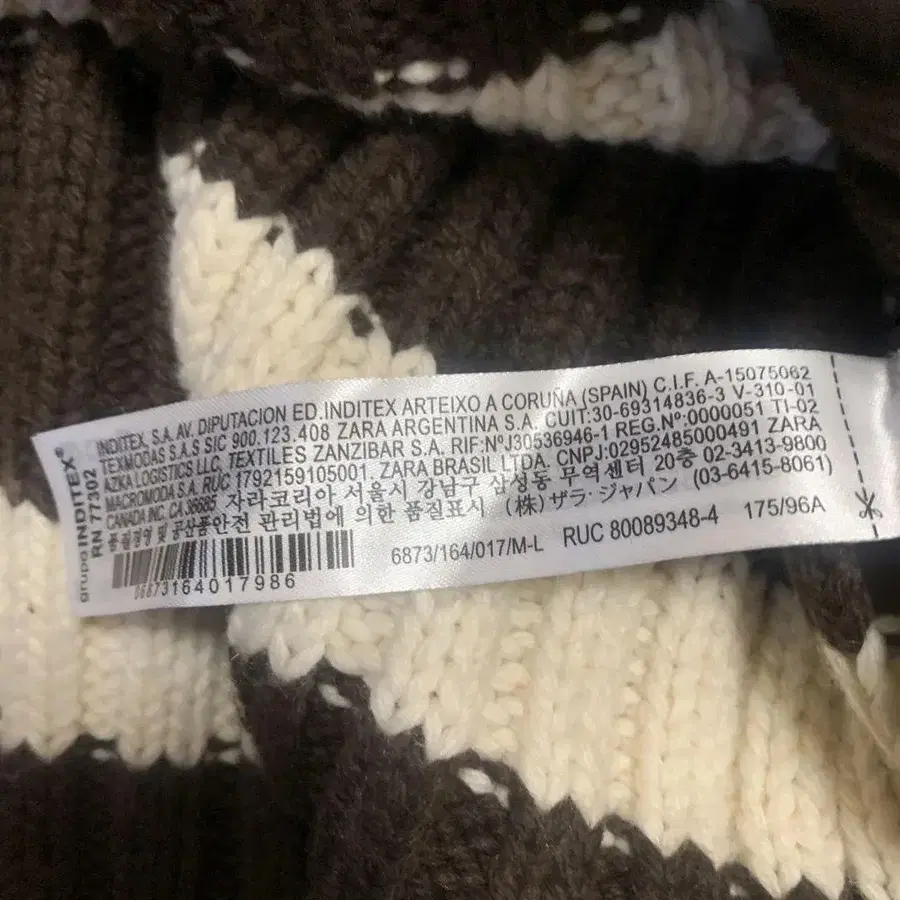 grupo INDITEX®
RN 77302
INDITEX, S.A. AV. DIPUTACION ED.INDITEX ARTEIXO A CORUÑA (SPAIN) C.I.F. A-15075062
TEXMODAS S.A.S SIC 900.123.408 ZARA ARGENTINA S.A. CUIT:30-69314836-3 V-310-01
AZKA LOGISTICS LLC, TEXTILES ZANZIBAR S.A. RIF:NºJ30536946-1 REG.Nº:0000051 TI-02
MACROMODA S.A. RUC 1792159105001, ZARA BRASIL LTDA. CNPJ:02952485000491 ZARA
CANADA INC. CA 36685 자라코리아 서울시 강남구 삼성동 무역센터 20층 02-3413-9800
품질경영 및 공산품안전 관리법에 의한 품질표시 (株) ザラ・ジャパン (03-6415-8061)
06873164017986
6873/164/017/M-L RUC 80089348-4 175/96A